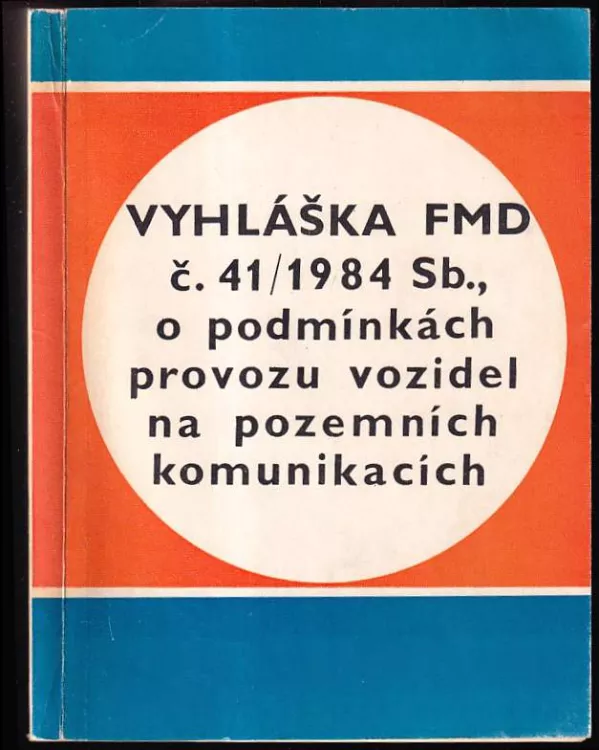 VYHLÁŠKA FMD
č. 41/1984 Sb.,
o podmínkách
provozu vozidel
na pozemních
komunikacích